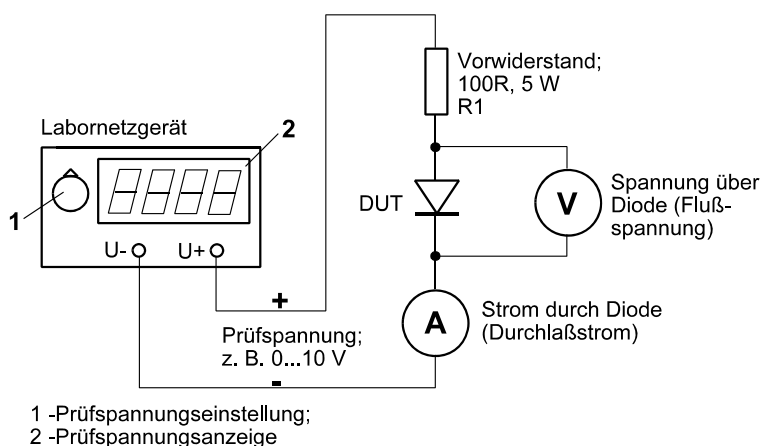 Vorwiderstand;
100R, 5 W
R1
Labornetzgerät
2
1
U-
U+
DUT
V
Spannung über
Diode (Fluß-
spannung)
+
A
Strom durch Diode
(Durchlaßstrom)
Prüfspannung;
z. B. 0...10 V
-
1 -Prüfspannungseinstellung;
2 -Prüfspannungsanzeige